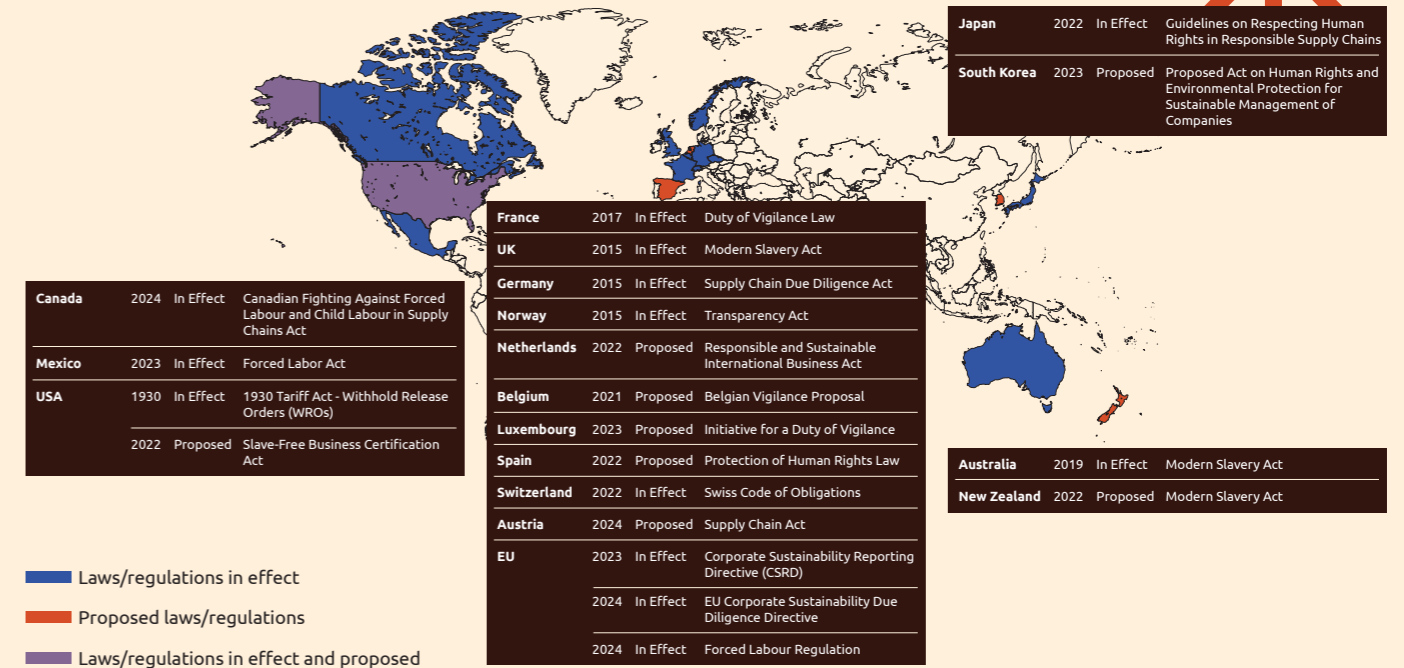 Japan 2022 In Effect Guidelines on Respecting Human
Rights in Responsible Supply Chains
South Korea 2023 Proposed Proposed Act on Human Rights and
Environmental Protection for
Sustainable Management of
Companies
France 2017 In Effect Duty of Vigilance Law
UK 2015 In Effect Modern Slavery Act
Germany 2015 In Effect Supply Chain Due Diligence Act
Norway 2015 In Effect Transparency Act
Netherlands 2022 Proposed Responsible and Sustainable
International Business Act
Belgium 2021 Proposed Belgian Vigilance Proposal
Luxembourg 2023 Proposed Initiative for a Duty of Vigilance
Spain 2022 Proposed Protection of Human Rights Law
Switzerland 2022 In Effect Swiss Code of Obligations
Austria 2024 Proposed Supply Chain Act
EU 2023 In Effect Corporate Sustainability Reporting
Directive (CSRD)
2024 In Effect EU Corporate Sustainability Due
Diligence Directive
2024 In Effect Forced Labour Regulation
Canada 2024 In Effect Canadian Fighting Against Forced
Labour and Child Labour in Supply
Chains Act
Mexico 2023 In Effect Forced Labor Act
USA 1930 In Effect 1930 Tariff Act - Withhold Release
Orders (WROs)
2022 Proposed Slave-Free Business Certification
Act
Australia 2019 In Effect Modern Slavery Act
New Zealand 2022 Proposed Modern Slavery Act
Laws/regulations in effect
Proposed laws/regulations
Laws/regulations in effect and proposed